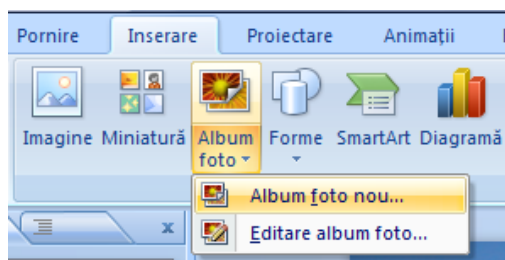 Pornire Inserare Proiectare Animații
Imagine Miniatură Album foto Forme SmartArt Diagramă
Album foto nou...
Editare album foto...
x